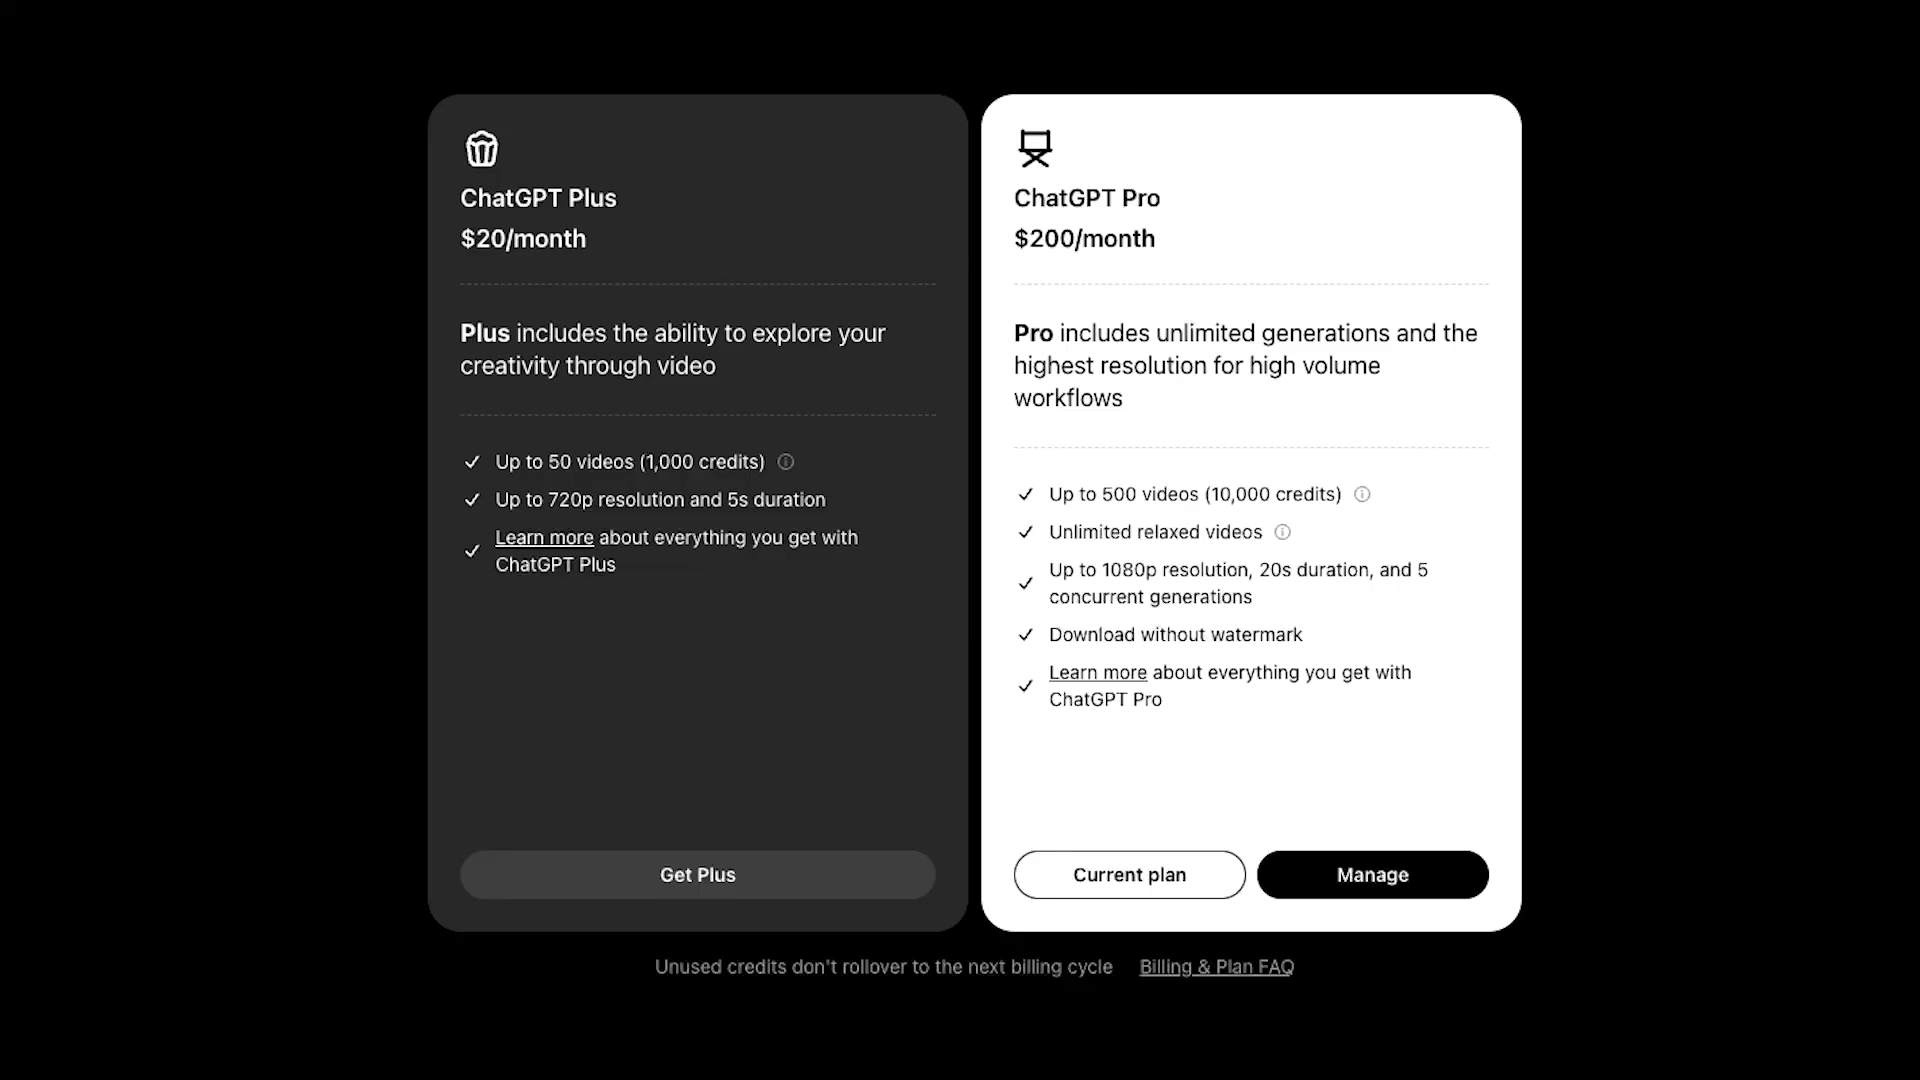 ChatGPT Plus
$20/month
Plus includes the ability to explore your
creativity through video
Up to 50 videos (1,000 credits)
Up to 720p resolution and 5s duration
Learn more about everything you get with
ChatGPT Plus
Get Plus
ChatGPT Pro
$200/month
Pro includes unlimited generations and the
highest resolution for high volume
workflows
Up to 500 videos (10,000 credits)
Unlimited relaxed videos
Up to 1080p resolution, 20s duration, and 5
concurrent generations
Download without watermark
Learn more about everything you get with
ChatGPT Pro
Current plan
Manage
Unused credits don't rollover to the next billing cycle
Billing & Plan FAQ